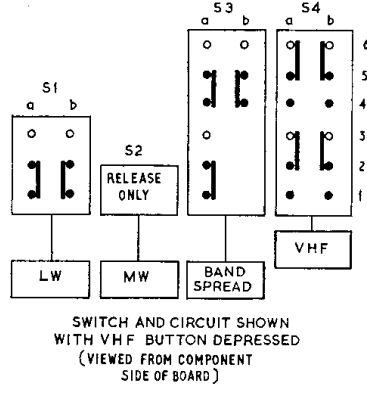 S3 S4
a b a b
6
5
S1
a b
4
S2
3
RELEASE
ONLY
2
1
VHF
LW MW BAND
SPREAD
SWITCH AND CIRCUIT SHOWN
WITH VHF BUTTON DEPRESSED
(VIEWED FROM COMPONENT
SIDE OF BOARD)